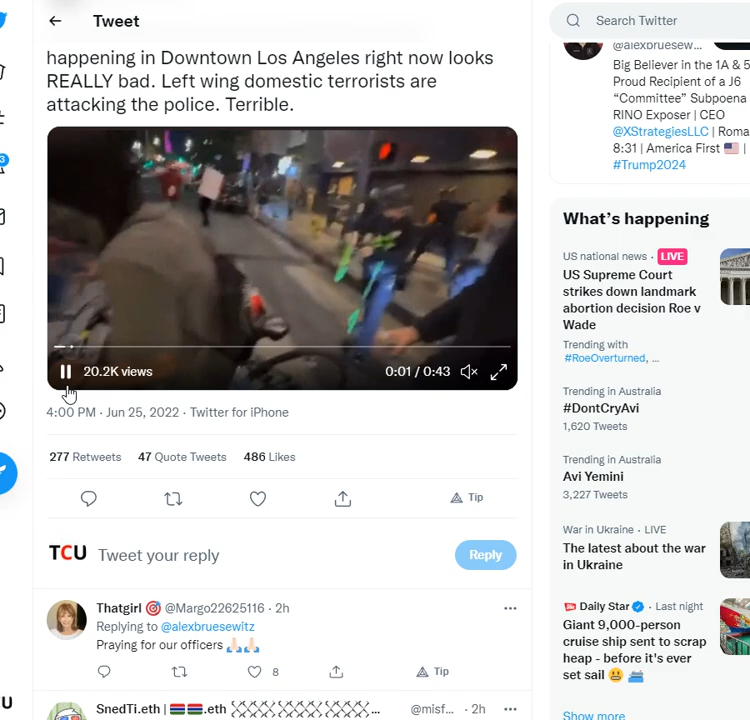 Tweet
Search Twitter
happening in Downtown Los Angeles right now looks
REALLY bad. Left wing domestic terrorists are
attacking the police. Terrible.
20.2K views
0:01 / 0:43
4:00 PM · Jun 25, 2022 · Twitter for iPhone
277 Retweets 47 Quote Tweets 486 Likes
Tip
TCU Tweet your reply
Reply
Thatgirl 🎯 @Margo22625116 · 2h
Replying to @alexbruesewitz
Praying for our officers 🙏🏻🙏🏻
8
Tip
SnedTi.eth | 🇬🇲🇬🇲.eth
... @misf... · 2h
3
@alexbruesew...
Big Believer in the 1A &
Proud Recipient of a J6
“Committee” Subpoena
RINO Exposer | CEO
@XStrategiesLLC |
8:31 | America First 🇺🇸 |
#Trump2024
What’s happening
US national news · LIVE
US Supreme Court
strikes down landmark
abortion decision Roe v
Wade
Trending with
#RoeOverturned, ...
Trending in Australia
#DontCryAvi
1,620 Tweets
Trending in Australia
Avi Yemini
3,227 Tweets
War in Ukraine · LIVE
The latest about the war
in Ukraine
Daily Star · Last night
Giant 9,000-person
cruise ship sent to scrap
heap - before it's ever
set sail 😬 🚢
Show more